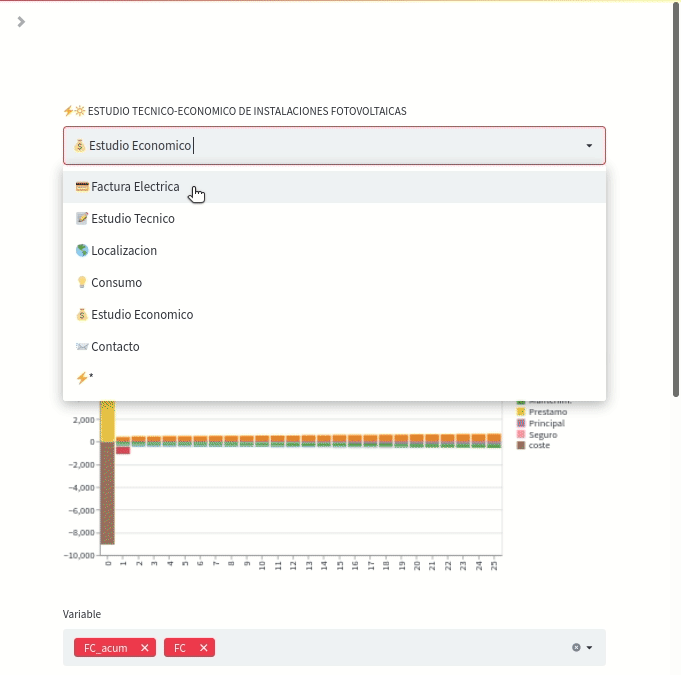 ⚡🔆 ESTUDIO TECNICO-ECONOMICO DE INSTALACIONES FOTOVOLTAICAS
💰 Estudio Economico
💳 Factura Electrica
📝 Estudio Tecnico
🌎 Localizacion
💡 Consumo
💰 Estudio Economico
📨 Contacto
⚡*
2,000
0
−2,000
−4,000
−6,000
−8,000
−10,000
0 1 2 3 4 5 6 7 8 9 10 11 12 13 14 15 16 17 18 19 20 21 22 23 24 25
Prestamo
Principal
Seguro
coste
Variable
FC_acum × FC ×